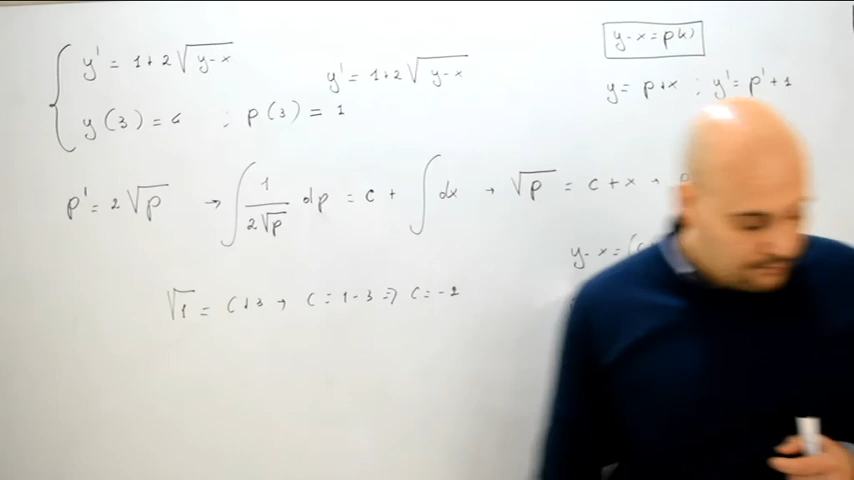 y' = 1 + 2√(y-x)
y' = 1 + 2√(y-x)
y-x = p(x)
y(3) = 4 ; p(3) = 1
y = p+x ; y' = p' + 1
p' = 2√p → ∫ 1/(2√p) dp = c + ∫ dx → √p = c + x →
y-x = (c
√1 = C+3 → C = 1-3 ⇒ C = -2